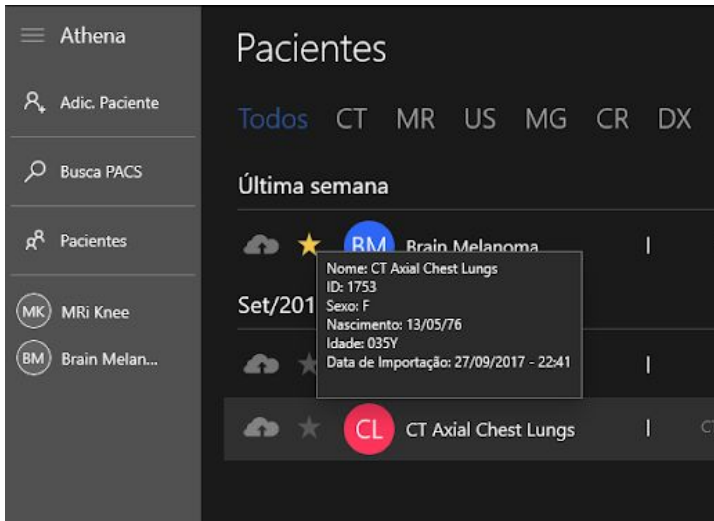 Athena
Adic. Paciente
Busca PACS
Pacientes
MK MRi Knee
BM Brain Melan...
Pacientes
Todos CT MR US MG CR DX
Última semana
BM Brain Melanoma
Nome: CT Axial Chest Lungs
ID: 1753
Sexo: F
Nascimento: 13/05/76
Idade: 035Y
Data de Importação: 27/09/2017 - 22:41
Set/201
CL CT Axial Chest Lungs